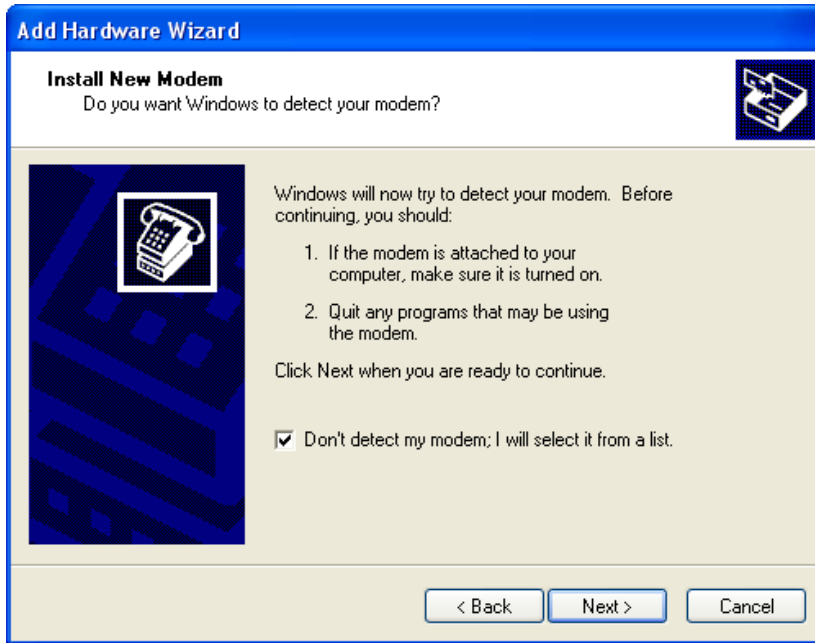 Add Hardware Wizard
Install New Modem
Do you want Windows to detect your modem?
Windows will now try to detect your modem.  Before
continuing, you should:
1.  If the modem is attached to your
computer, make sure it is turned on.
2.  Quit any programs that may be using
the modem.
Click Next when you are ready to continue.
Don't detect my modem; I will select it from a list.
< Back
Next >
Cancel